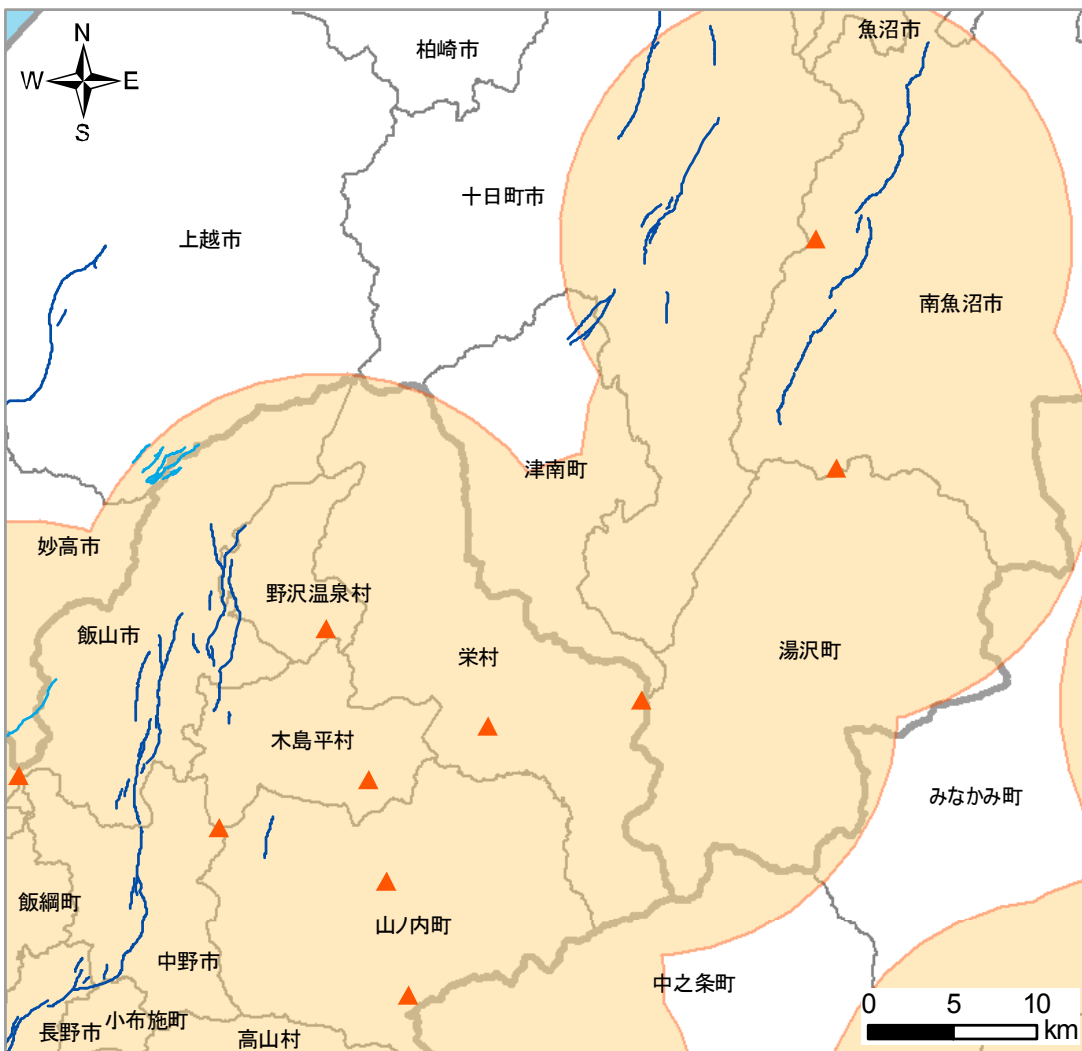 魚沼市
柏崎市
N
W
E
S
十日町市
上越市
南魚沼市
津南町
妙高市
野沢温泉村
飯山市
栄村
湯沢町
木島平村
みなかみ町
飯綱町
山ノ内町
中野市
中之条町
0 5 10
km
小布施町
長野市
高山村